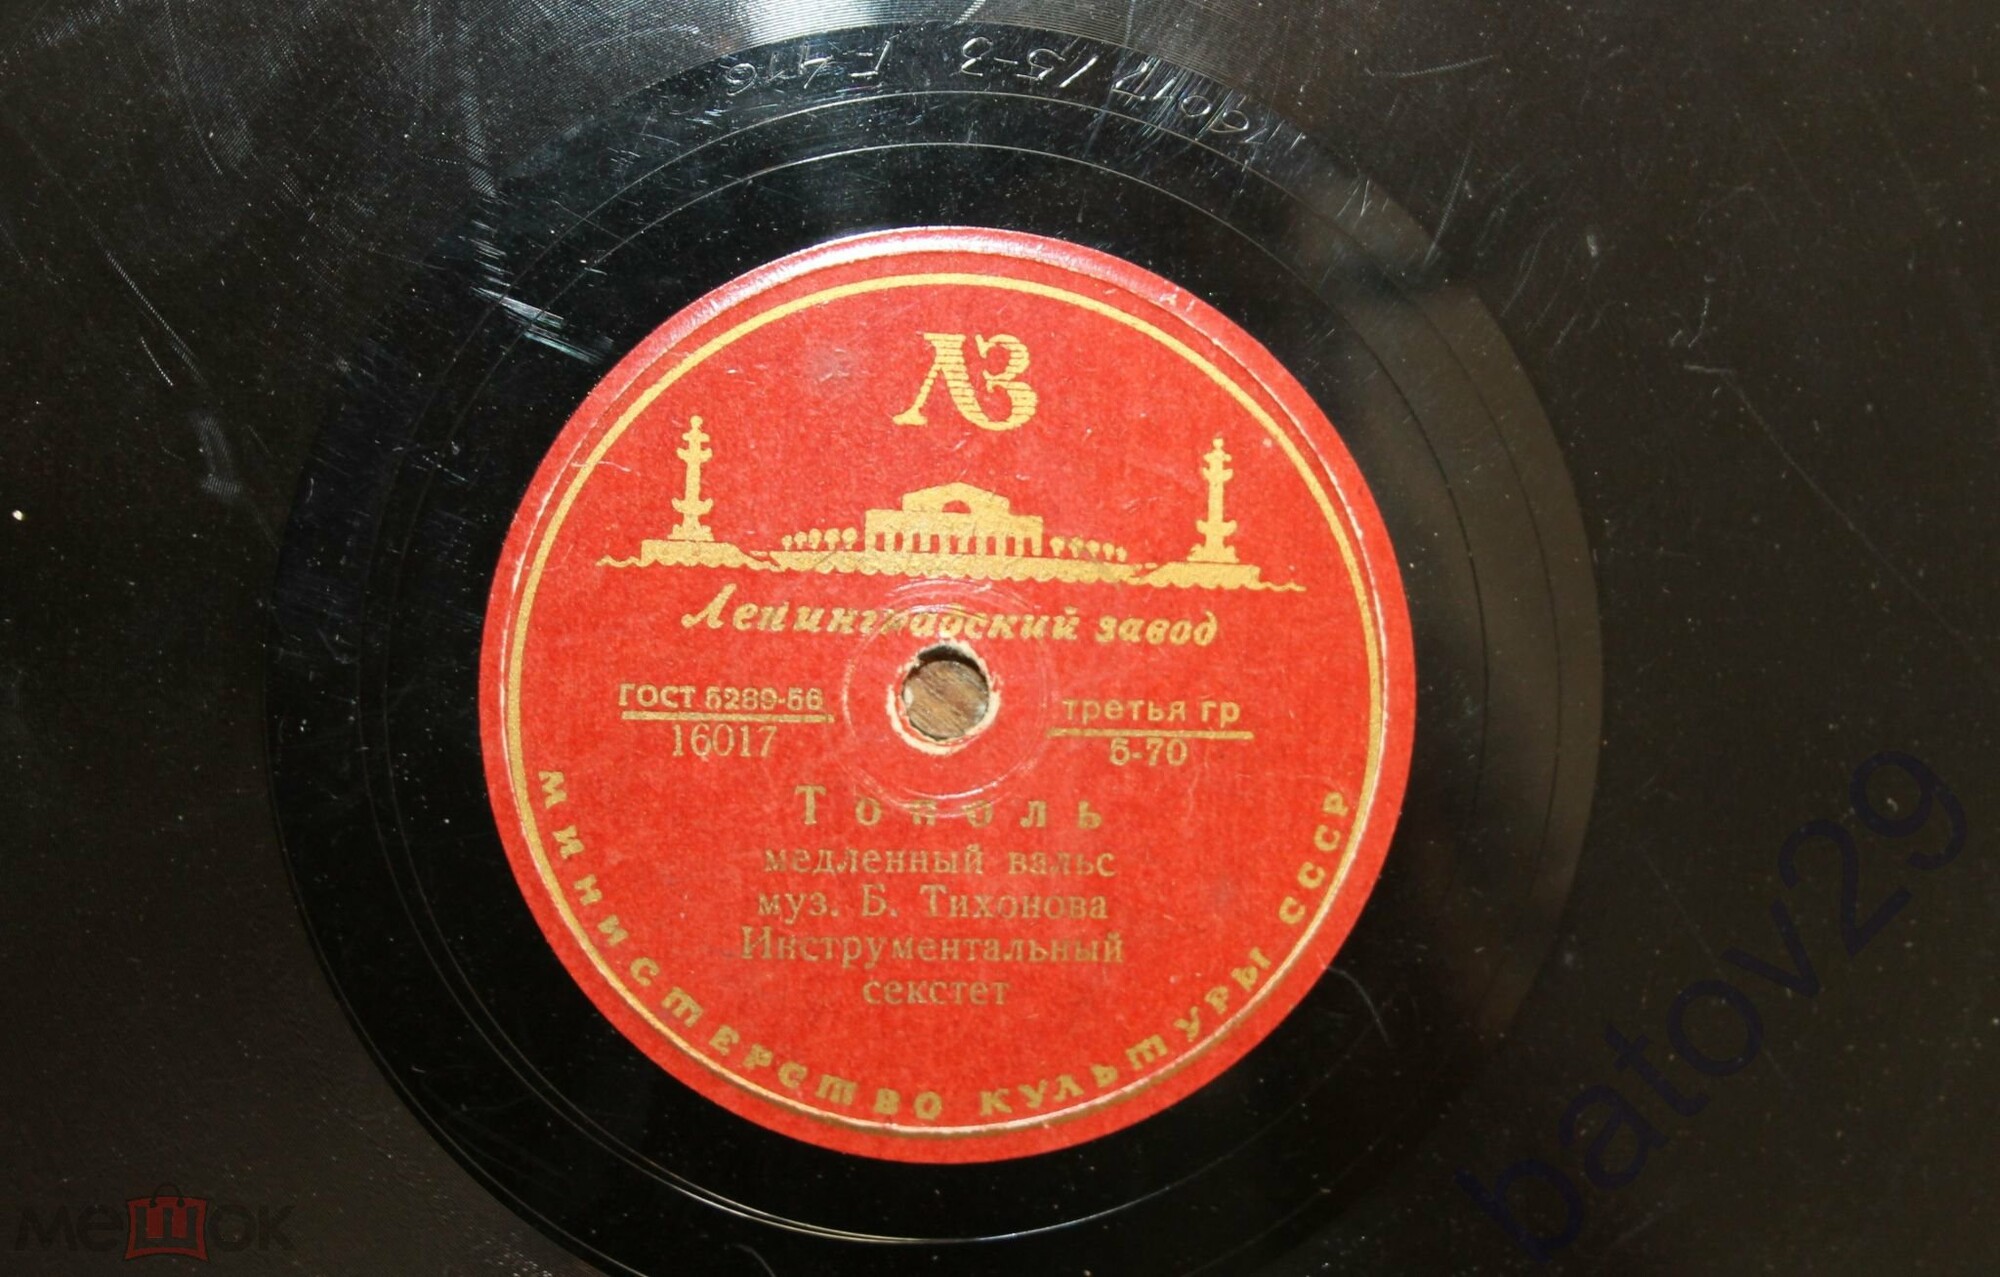 ЛЗ
Ленинградский завод
ГОСТ 5289-56
16017
третья гр
5-70
Тополь
медленный вальс
муз. Б. Тихонова
Инструментальный
секстет
МИНИСТЕРСТВО КУЛЬТУРЫ СССР
мешок
batov29